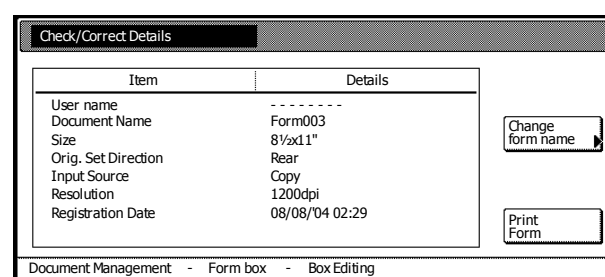 Check/Correct Details
Item Details
User name - - - - - - - -
Document Name Form003
Size 8½x11"
Orig. Set Direction Rear
Input Source Copy
Resolution 1200dpi
Registration Date 08/08/'04 02:29
Change
form name
Print
Form
Document Management - Form box - Box Editing